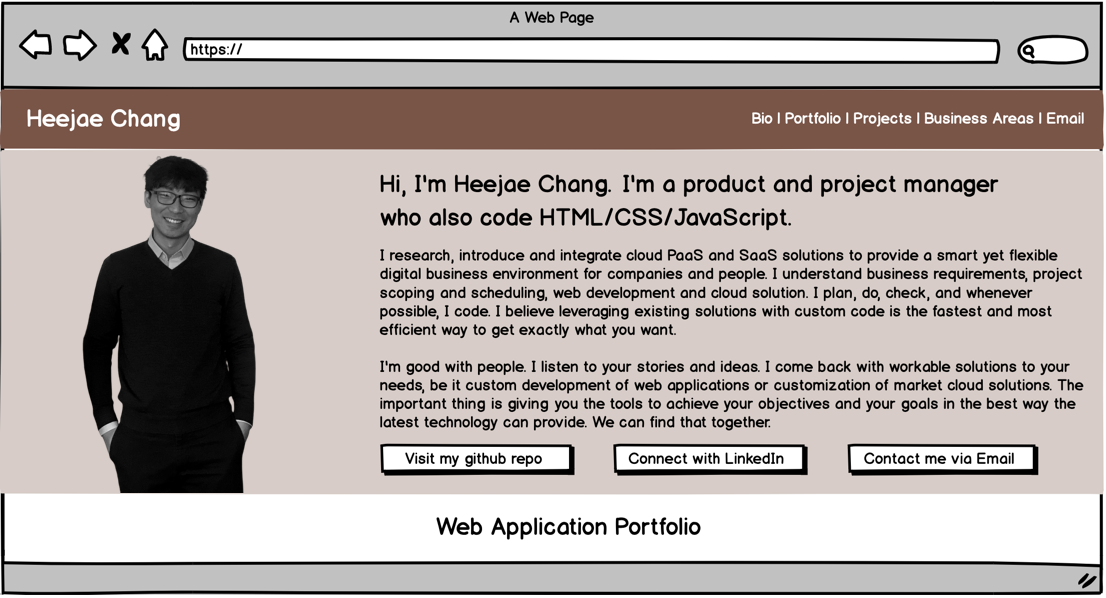 A Web Page
https://
Heejae Chang
Bio | Portfolio | Projects | Business Areas | Email
Hi, I'm Heejae Chang. I'm a product and project manager
who also code HTML/CSS/JavaScript.
I research, introduce and integrate cloud PaaS and SaaS solutions to provide a smart yet flexible
digital business environment for companies and people. I understand business requirements, project
scoping and scheduling, web development and cloud solution. I plan, do, check, and whenever
possible, I code. I believe leveraging existing solutions with custom code is the fastest and most
efficient way to get exactly what you want.
I'm good with people. I listen to your stories and ideas. I come back with workable solutions to your
needs, be it custom development of web applications or customization of market cloud solutions. The
important thing is giving you the tools to achieve your objectives and your goals in the best way the
latest technology can provide. We can find that together.
Visit my github repo
Connect with LinkedIn
Contact me via Email
Web Application Portfolio